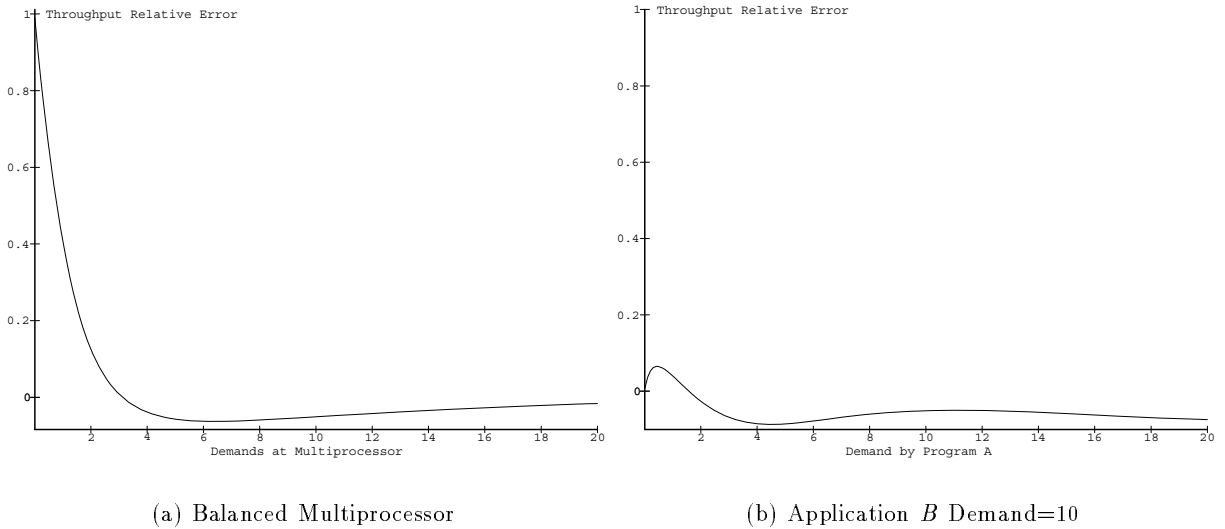 Throughput Relative Error
1
0.8
0.6
0.4
0.2
0
2 4 6 8 10 12 14 16 18 20
Demands at Multiprocessor
(a) Balanced Multiprocessor
Throughput Relative Error
1
0.8
0.6
0.4
0.2
0
2 4 6 8 10 12 14 16 18 20
Demand by Program A
(b) Application B Demand=10